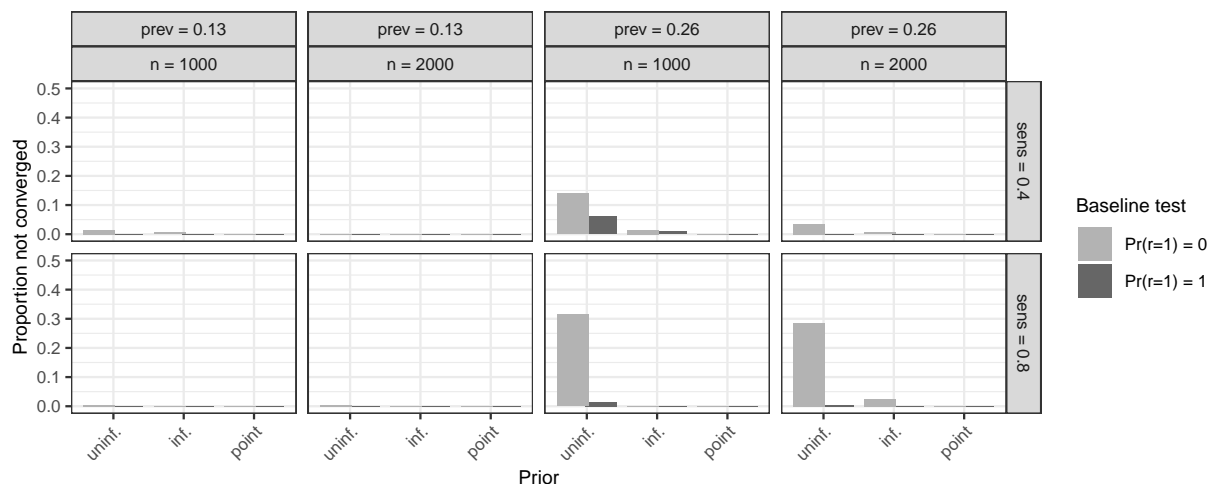 prev = 0.13 prev = 0.13 prev = 0.26 prev = 0.26
n = 1000 n = 2000 n = 1000 n = 2000
Proportion not converged
0.5
0.4
0.3
0.2
0.1
0.0
sens = 0.4
0.5
0.4
0.3
0.2
0.1
0.0
sens = 0.8
uninf. inf. point uninf. inf. point uninf. inf. point uninf. inf. point
Prior
Baseline test
Pr(r=1) = 0
Pr(r=1) = 1